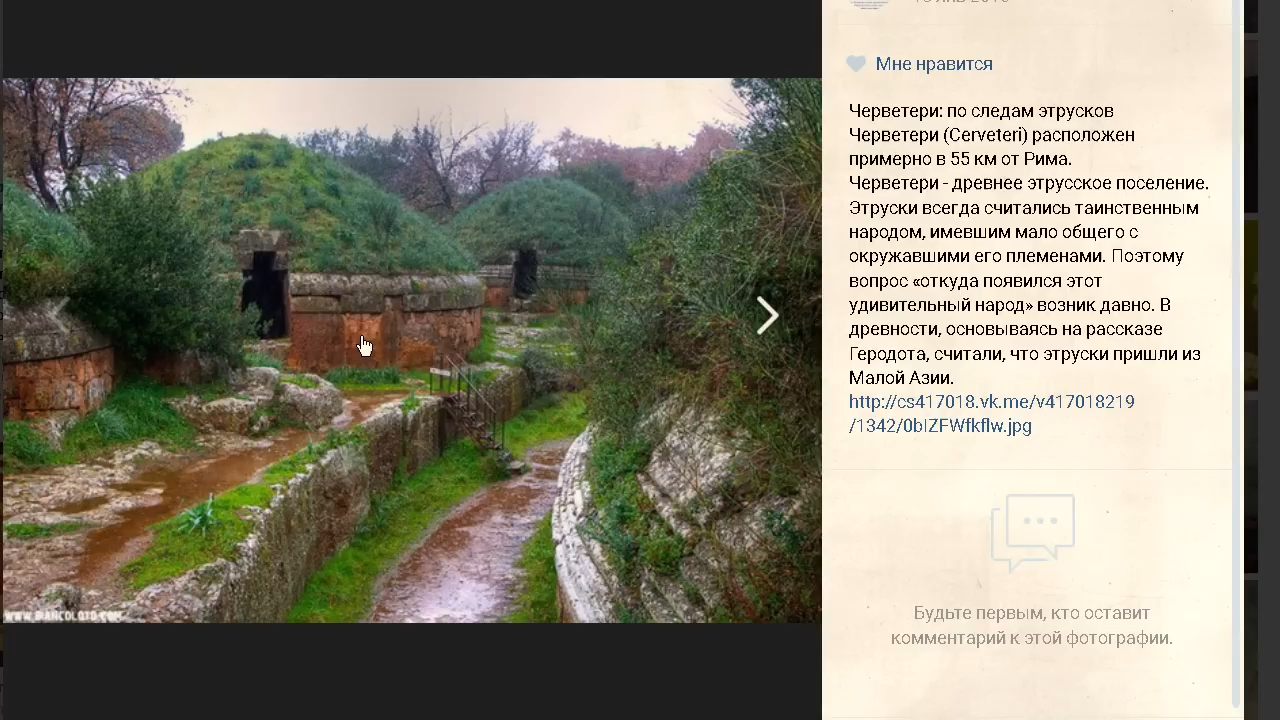 Мне нравится
Черветери: по следам этрусков
Черветери (Cerveteri) расположен
примерно в 55 км от Рима.
Черветери - древнее этрусское поселение.
Этруски всегда считались таинственным
народом, имевшим мало общего с
окружавшими его племенами. Поэтому
вопрос «откуда появился этот
удивительный народ» возник давно. В
древности, основываясь на рассказе
Геродота, считали, что этруски пришли из
Малой Азии.
http://cs417018.vk.me/v417018219
/1342/0bIZFWfkflw.jpg
Будьте первым, кто оставит
комментарий к этой фотографии.